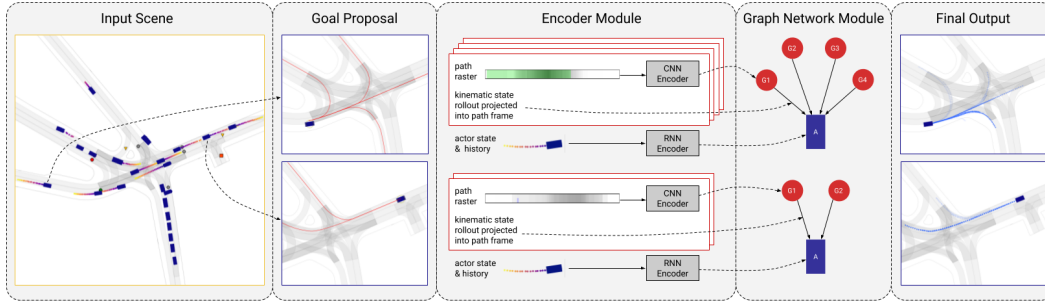 Input Scene
Goal Proposal
Encoder Module
Graph Network Module
Final Output
path
raster
CNN
Encoder
kinematic state
rollout projected
into path frame
actor state
& history
RNN
Encoder
G1
G2
G3
G4
A
path
raster
CNN
Encoder
kinematic state
rollout projected
into path frame
actor state
& history
RNN
Encoder
G1
G2
A